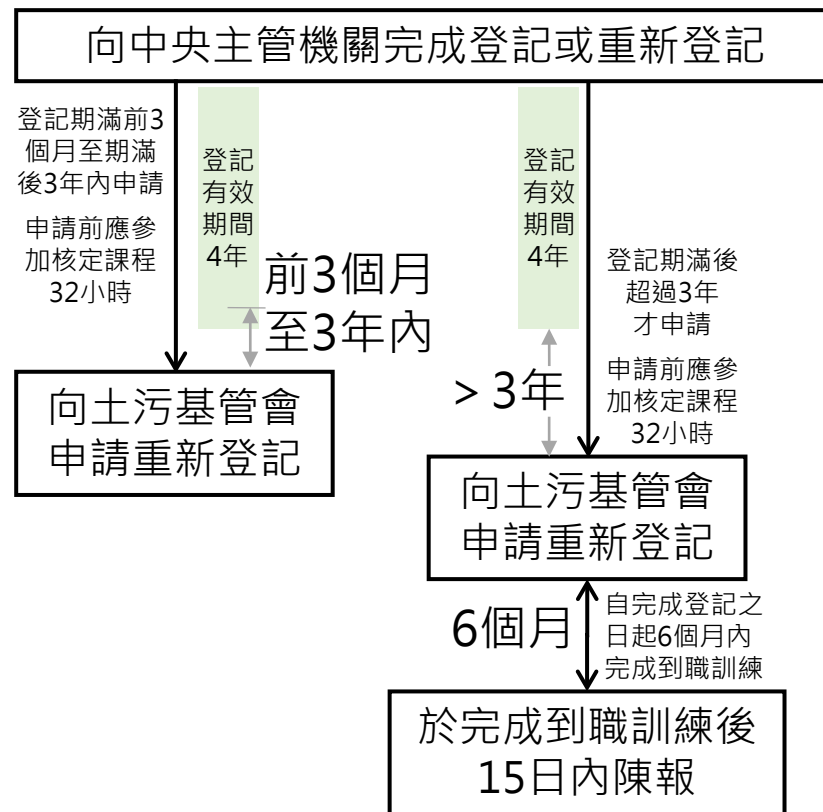 向中央主管機關完成登記或重新登記
登記期滿前3
個月至期滿
後3年內申請
申請前應參
加核定課程
32小時
登記
有效
期間
4年
前3個月
至3年內
向土污基管會
申請重新登記
登記
有效
期間
4年
登記期滿後
超過3年
才申請
申請前應參
加核定課程
32小時
＞3年
向土污基管會
申請重新登記
6個月
自完成登記之
日起6個月內
完成到職訓練
於完成到職訓練後
15日內陳報